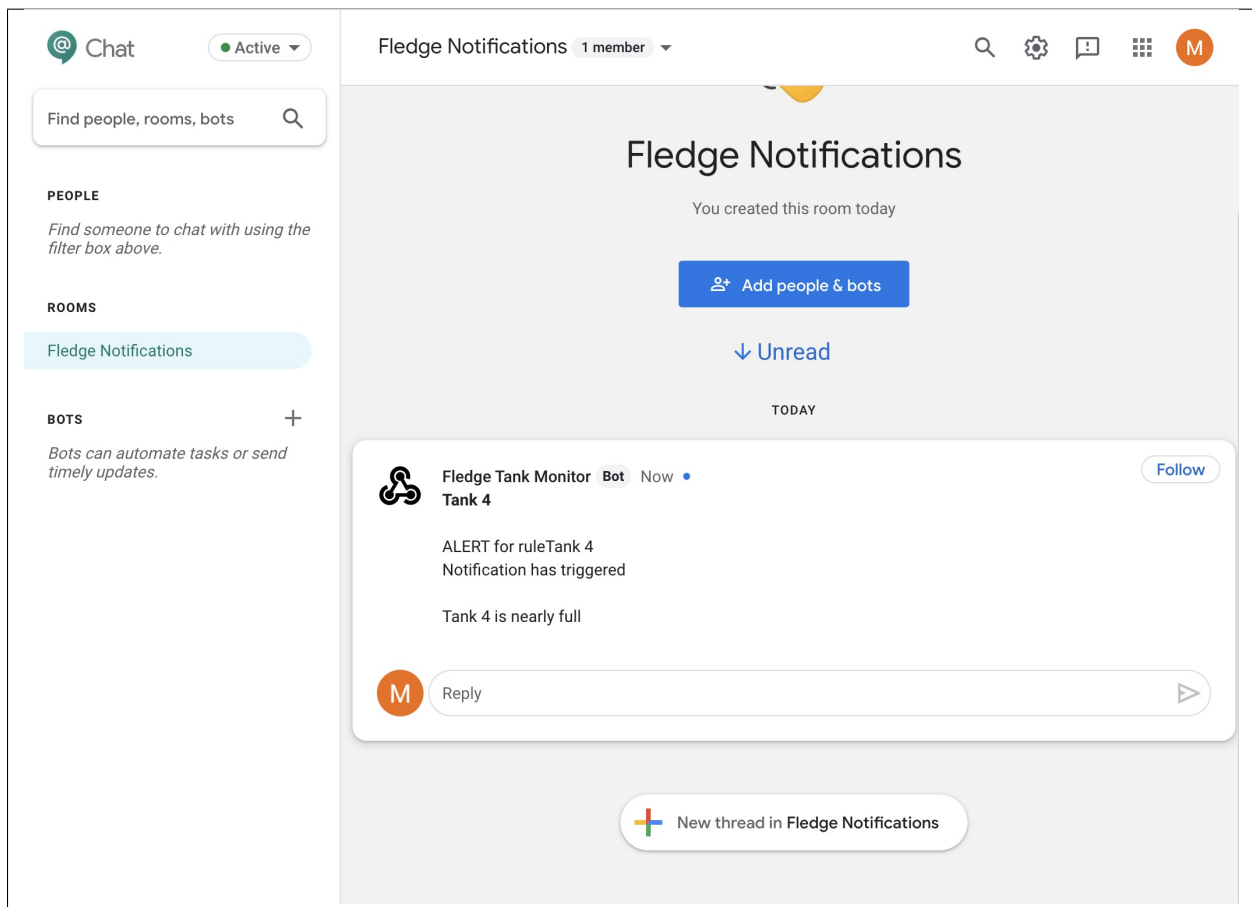 @ Chat
Active
Find people, rooms, bots
PEOPLE
Find someone to chat with using the
filter box above.
ROOMS
Fledge Notifications
BOTS
Bots can automate tasks or send
timely updates.
Fledge Notifications 1 member
M
Fledge Notifications
You created this room today
Add people & bots
Unread
TODAY
Fledge Tank Monitor Bot Now
Follow
Tank 4
ALERT for ruleTank 4
Notification has triggered
Tank 4 is nearly full
M
Reply
New thread in Fledge Notifications